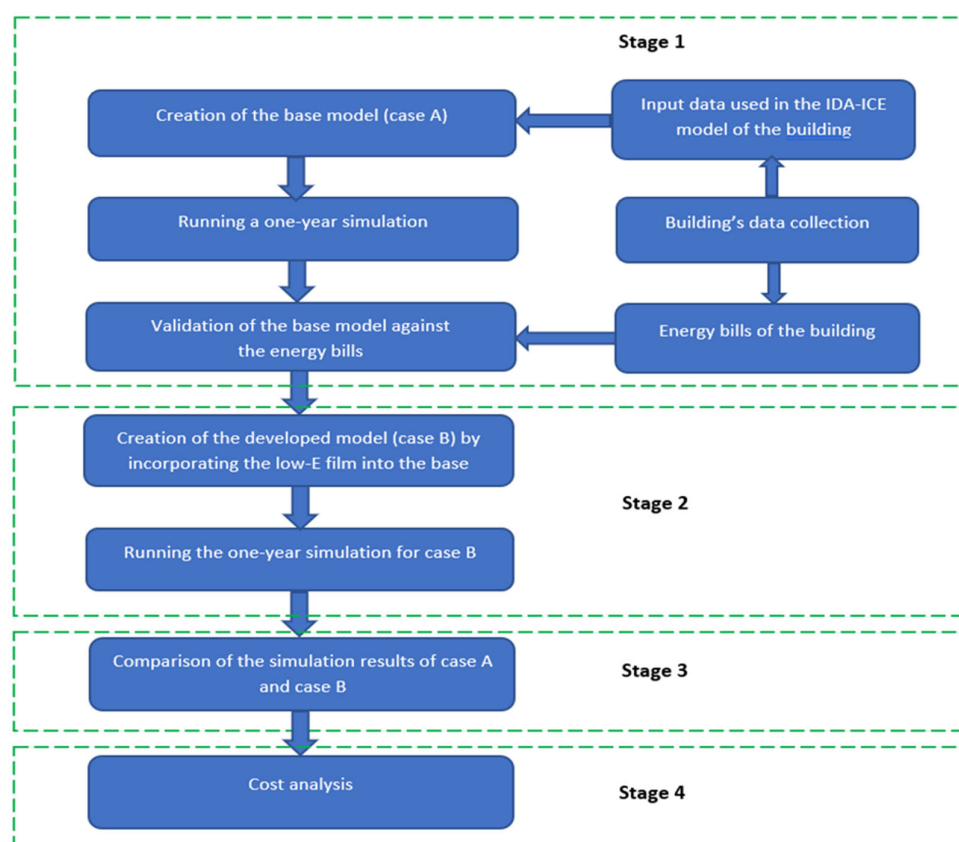 Stage 1
Creation of the base model (case A)
Input data used in the IDA-ICE
model of the building
Running a one-year simulation
Building's data collection
Validation of the base model against
the energy bills
Energy bills of the building
Creation of the developed model (case B) by
incorporating the low-E film into the base
Stage 2
Running the one-year simulation for case B
Comparison of the simulation results of case A
and case B
Stage 3
Cost analysis
Stage 4